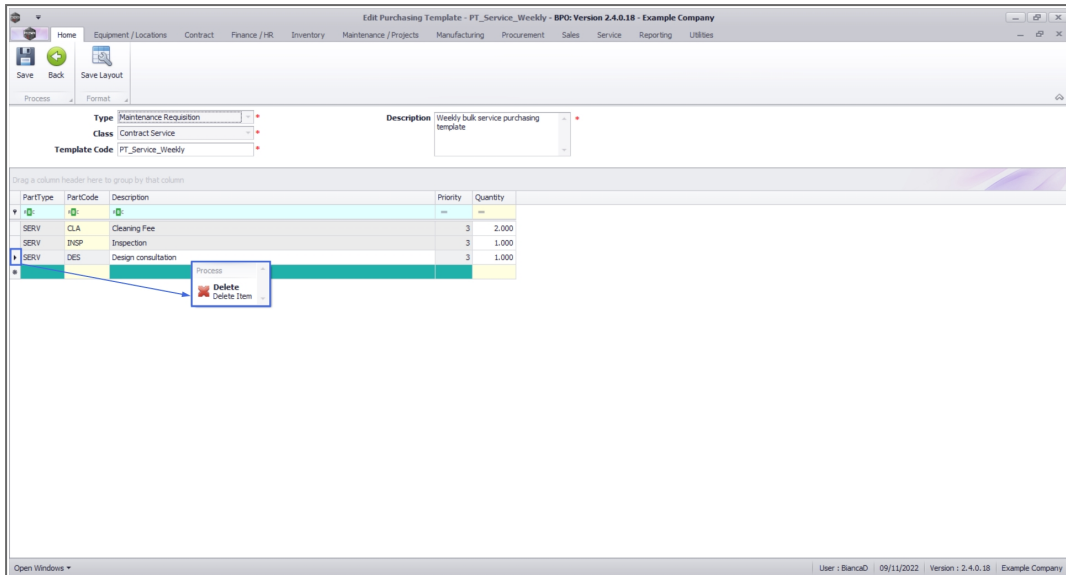 Edit Purchasing Template - PT_Service_Weekly - BPO: Version 2.4.0.18 - Example Company
Home Equipment / Locations Contract Finance / HR Inventory Maintenance / Projects Manufacturing Procurement Sales Service Reporting Utilities
Save Back Save Layout
Process Format
Type Maintenance Requisition * Description Weekly bulk service purchasing *
template
Class Contract Service *
Template Code PT_Service_Weekly *
Drag a column header here to group by that column
PartType PartCode Description Priority Quantity
SERV CLA Cleaning Fee 3 2.000
SERV INSP Inspection 3 1.000
SERV DES Design consultation 3 1.000
Process
Delete
Delete Item
Open Windows User : BiancaD 09/11/2022 Version : 2.4.0.18 Example Company